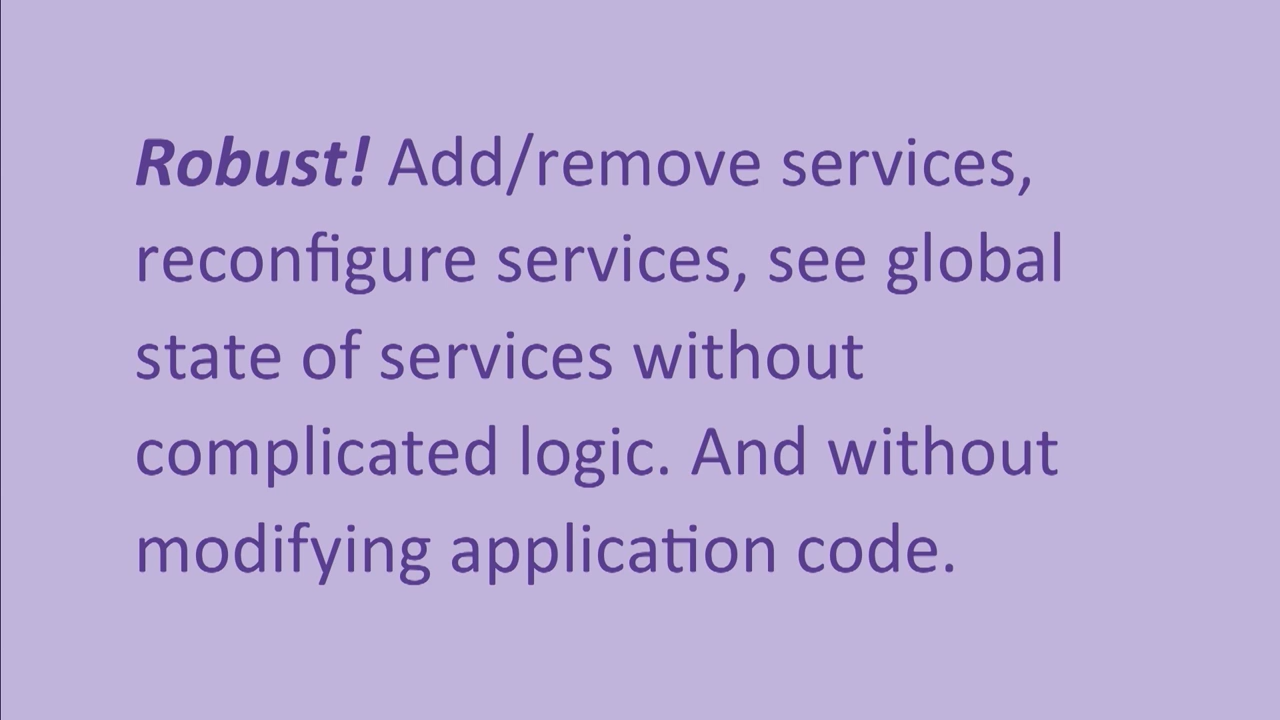 Robust! Add/remove services,
reconfigure services, see global
state of services without
complicated logic. And without
modifying application code.